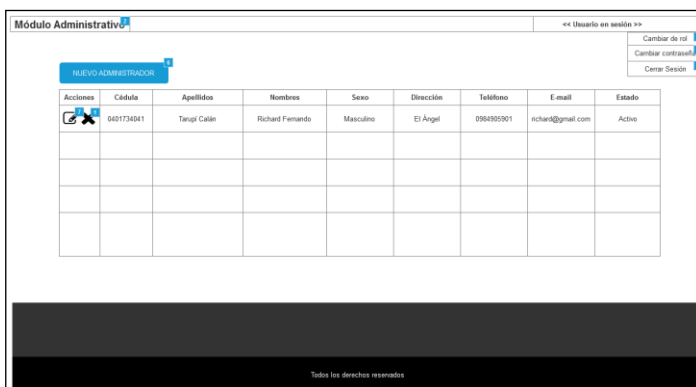 Módulo Administrativo
<< Usuario en sesión >>
Cambiar de rol
Cambiar contraseña
Cerrar Sesión
NUEVO ADMINISTRADOR
Acciones Cédula Apellidos Nombres Sexo Dirección Teléfono E-mail Estado
0401734041 Tarupí Calán Richard Fernando Masculino El Ángel 0984905901 richard@gmail.com Activo
Todos los derechos reservados